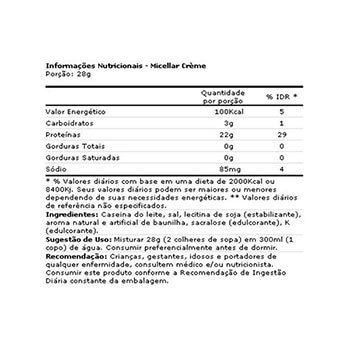 Informações Nutricionais - Micellar Crème
Porção: 28g
Quantidade por porção % IDR *
Valor Energético 100Kcal 5
Carboidratos 3g 1
Proteínas 22g 29
Gorduras Totais 0g 0
Gorduras Saturadas 0g 0
Sódio 85mg 4
* % Valores diários com base em uma dieta de 2000Kcal ou
8400Kj. Seus valores diários podem ser maiores ou menores
dependendo de suas necessidades energéticas. ** Valores diários
de referência não especificados.
Ingredientes: Caseina do leite, sal, lecitina de soja (estabilizante),
aroma natural e artificial de baunilha, sacralose (edulcorante), K
(edulcorante).
Sugestão de Uso: Misturar 28g (2 colheres de sopa) em 300ml (1
copo) de água. Consumir preferencialmente antes de dormir.
Recomendação: Crianças, gestantes, idosos e portadores de
qualquer enfermidade, consultem médico e/ou nutricionista.
Consumir este produto conforme a Recomendação de Ingestão
Diária constante da embalagem.